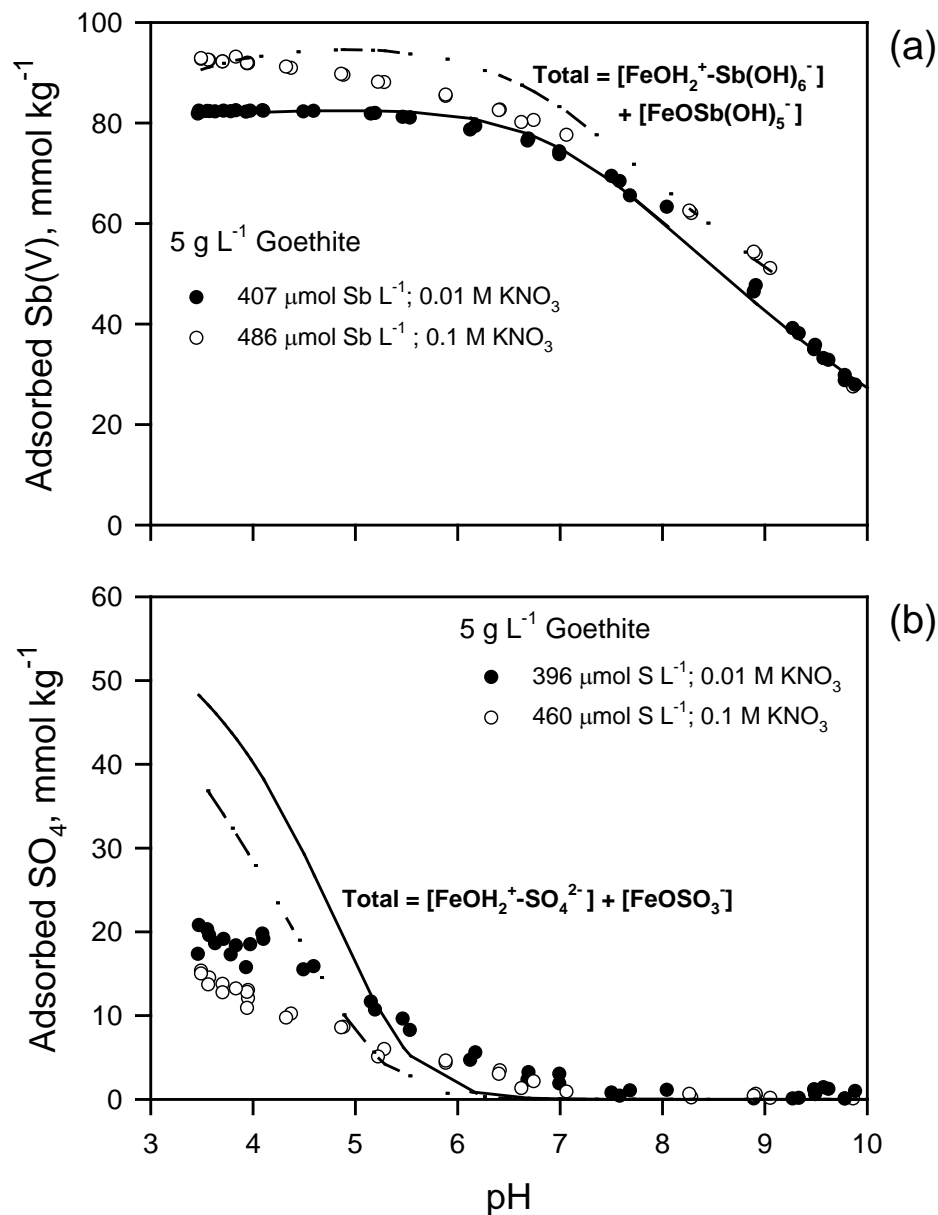 (a)
100
80
60
40
20
0
Adsorbed Sb(V), mmol kg⁻¹
Total = [FeOH₂⁺-Sb(OH)₆⁻]
+ [FeOSb(OH)₅⁻]
5 g L⁻¹ Goethite
407 μmol Sb L⁻¹; 0.01 M KNO₃
486 μmol Sb L⁻¹ ; 0.1 M KNO₃
(b)
60
50
40
30
20
10
0
Adsorbed SO₄, mmol kg⁻¹
5 g L⁻¹ Goethite
396 μmol S L⁻¹; 0.01 M KNO₃
460 μmol S L⁻¹; 0.1 M KNO₃
Total = [FeOH₂⁺-SO₄²⁻] + [FeOSO₃⁻]
3 4 5 6 7 8 9 10
pH